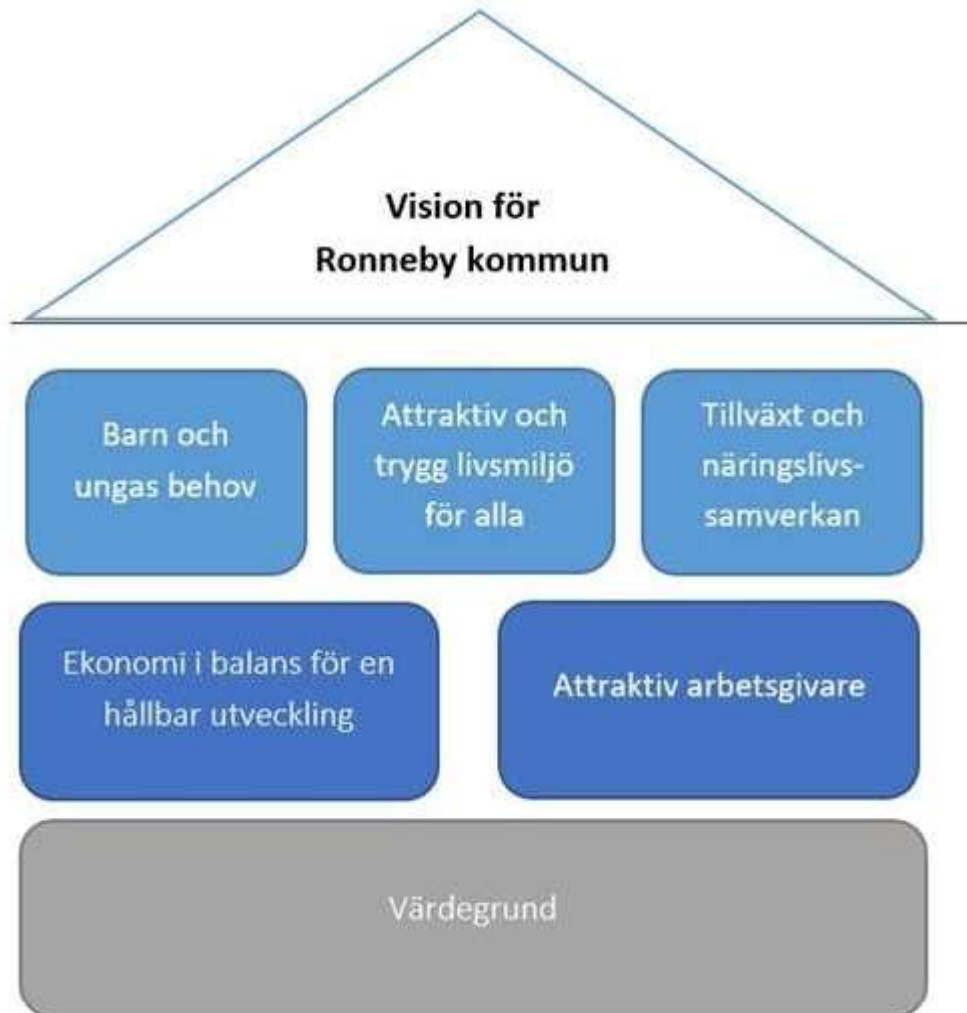 Vision för
Ronneby kommun
Barn och
ungas behov
Attraktiv och
trygg livsmiljö
för alla
Tillväxt och
näringslivs-
samverkan
Ekonomi i balans för en
hållbar utveckling
Attraktiv arbetsgivare
Värdegrund